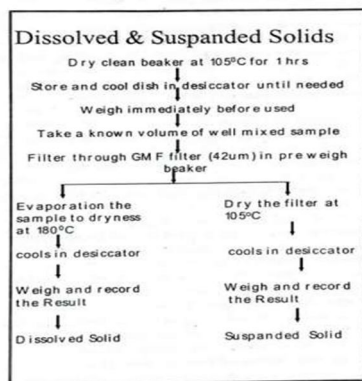 Dissolved & Suspanded Solids
Dry clean beaker at 105ºC for 1 hrs
Store and cool dish in desiccator until needed
Weigh immediately before used
Take a known volume of well mixed sample
Filter through GMF filter (42um) in pre weigh
beaker
Evaporation the
sample to dryness
at 180ºC
cools in desiccator
Weigh and record
the Result
Dissolved Solid
Dry the filter at
105ºC
cools in desiccator
Weigh and record
the Result
Suspanded Solid